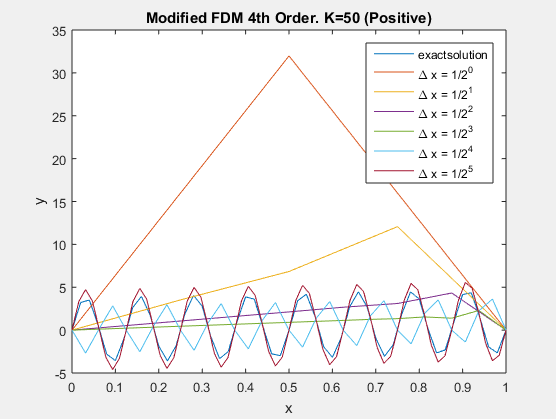 Modified FDM 4th Order. K=50 (Positive)
35
30
25
20
15
10
5
0
-5
y
exactsolution
Δ x = 1/2^0
Δ x = 1/2^1
Δ x = 1/2^2
Δ x = 1/2^3
Δ x = 1/2^4
Δ x = 1/2^5
0 0.1 0.2 0.3 0.4 0.5 0.6 0.7 0.8 0.9 1
x